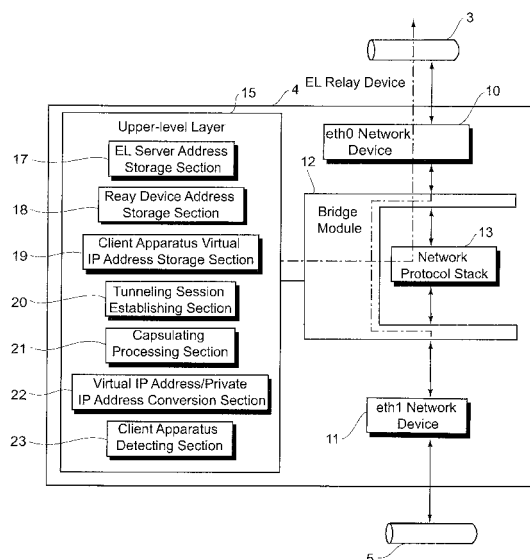 3
15
4
EL Relay Device
10
Upper-level Layer
eth0 Network
Device
17
EL Server Address
Storage Section
12
18
Reay Device Address
Storage Section
Bridge
Module
13
19
Client Apparatus Virtual
IP Address Storage Section
Network
Protocol Stack
20
Tunneling Session
Establishing Section
21
Capsulating
Processing Section
22
Virtual IP Address/Private
IP Address Conversion Section
eth1 Network
Device
11
23
Client Apparatus
Detecting Section
5